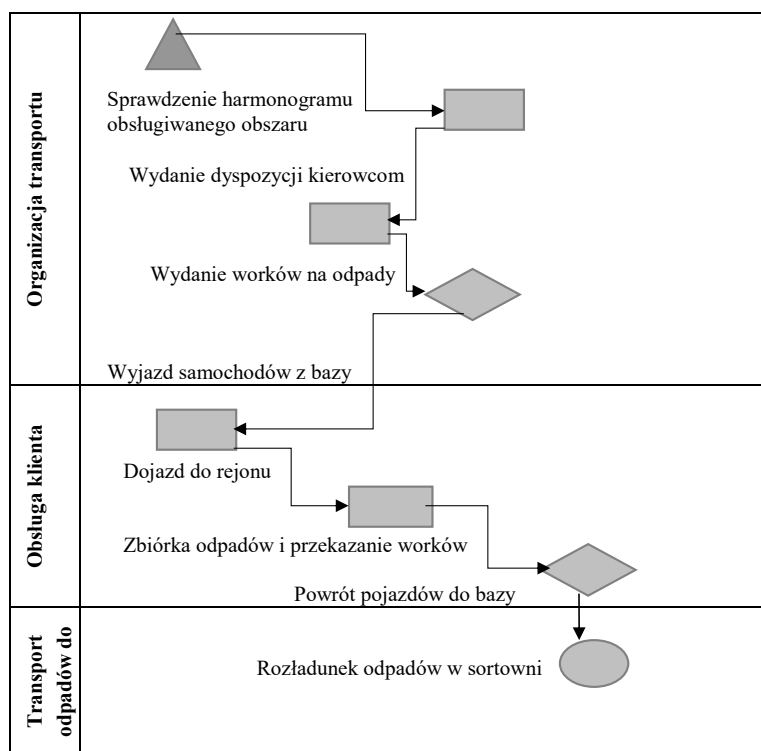 Organizacja transportu
Sprawdzenie harmonogramu
obsługiwanego obszaru
Wydanie dyspozycji kierowcom
Wydanie worków na odpady
Wyjazd samochodów z bazy
Obsługa klienta
Dojazd do rejonu
Zbiórka odpadów i przekazanie worków
Powrót pojazdów do bazy
Transport
odpadów do
Rozładunek odpadów w sortowni